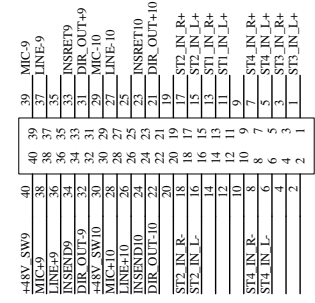 +48V_SW9 40 40 39 39 MIC-9
MIC+9 38 38 37 37 LINE-9
LINE+9 36 36 35 35
INSEND9 34 34 33 33 INSRET9
DIR_OUT-9 32 32 31 31 DIR_OUT+9
+48V_SW10 30 30 29 29 MIC-10
MIC+10 28 28 27 27 LINE-10
LINE+10 26 26 25 25
INSEND10 24 24 23 23 INSRET10
DIR_OUT-10 22 22 21 21 DIR_OUT+10
20 20 19 19
ST2_IN_R- 18 18 17 17 ST2_IN_R+
ST2_IN_L- 16 16 15 15 ST2_IN_L+
14 14 13 13 ST1_IN_R+
12 12 11 11 ST1_IN_L+
10 10 9 9
ST4_IN_R- 8 8 7 7 ST4_IN_R+
ST4_IN_L- 6 6 5 5 ST4_IN_L+
4 4 3 3 ST3_IN_R+
2 2 1 1 ST3_IN_L+